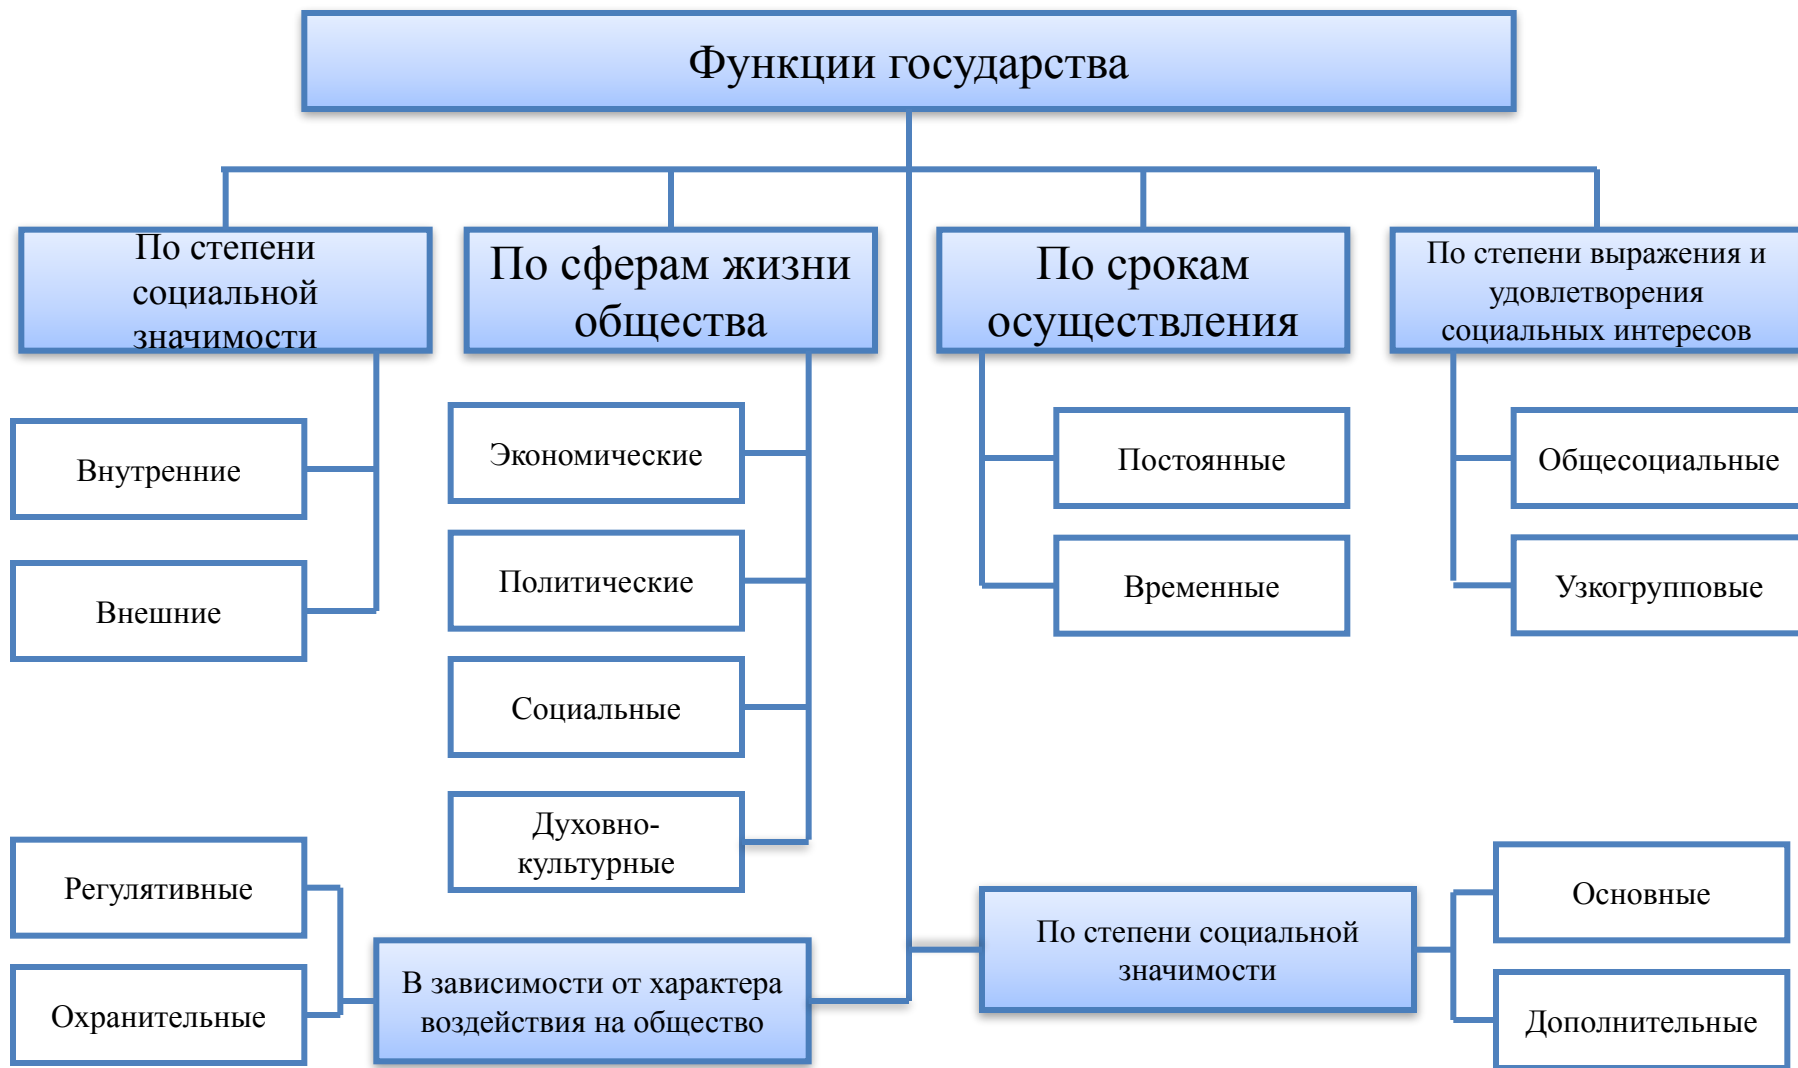 Функции государства
По степени
социальной
значимости
По сферам жизни
общества
По срокам
осуществления
По степени выражения и
удовлетворения
социальных интересов
Внутренние
Внешние
Экономические
Политические
Социальные
Духовно-
культурные
Постоянные
Временные
Общесоциальные
Узкогрупповые
Регулятивные
Охранительные
В зависимости от характера
воздействия на общество
По степени социальной
значимости
Основные
Дополнительные